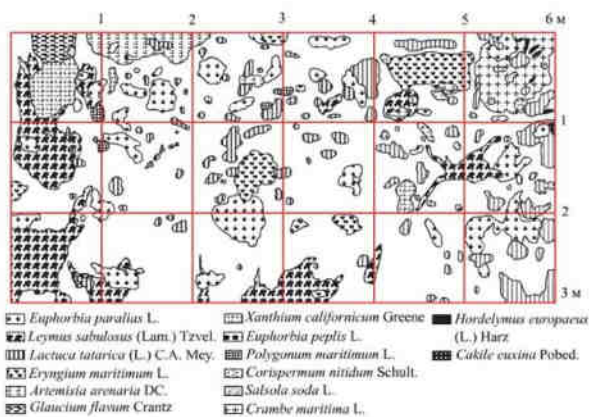 1 2 3 4 5 6 м
1
2
3 м
Euphorbia paralias L.
Leymus sabulosus (Lam.) Tzvel.
Lactuca tatarica (L.) C.A. Mey.
Eryngium maritimum L.
Artemisia arenaria DC.
Glaucium flavum Crantz
Xanthium californicum Greene
Euphorbia peplis L.
Polygonum maritimum L.
Corispermum nitidum Schult.
Salsola soda L.
Crambe maritima L.
Hordelymus europaeus
(L.) Harz
Cakile euxina Pobed.